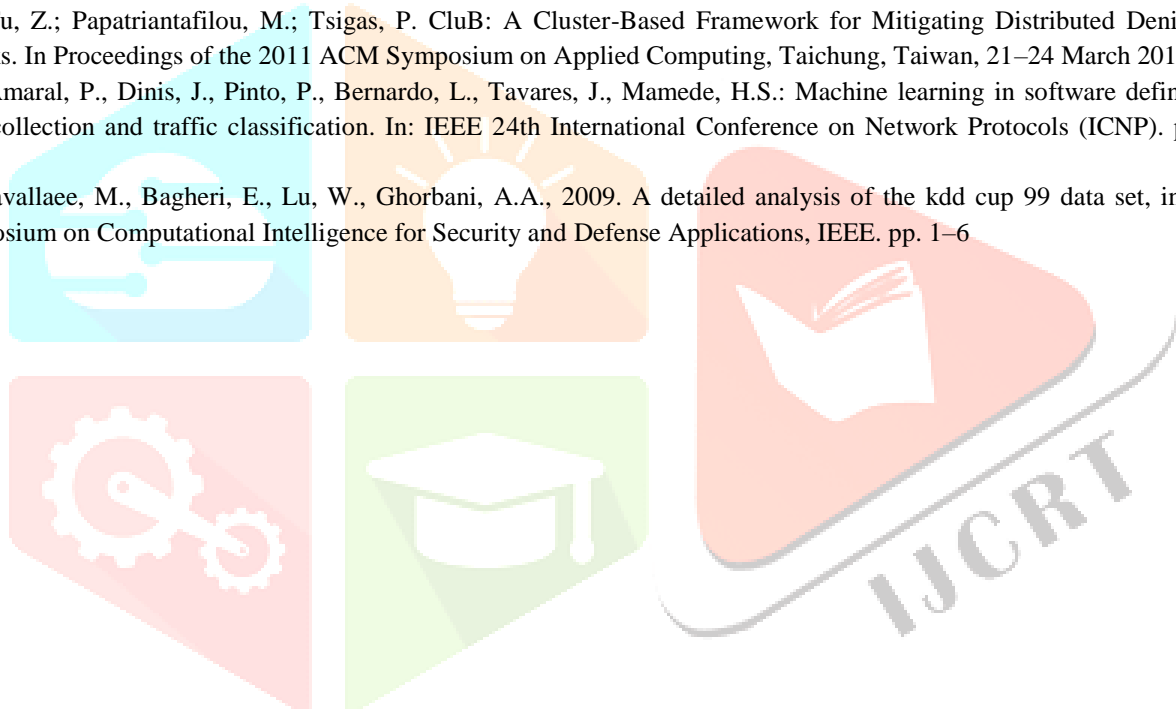 u, Z.; Papatriantafilou, M.; Tsigas, P. CluB: A Cluster-Based Framework for Mitigating Distributed Deni
s. In Proceedings of the 2011 ACM Symposium on Applied Computing, Taichung, Taiwan, 21–24 March 201
maral, P., Dinis, J., Pinto, P., Bernardo, L., Tavares, J., Mamede, H.S.: Machine learning in software defin
collection and traffic classification. In: IEEE 24th International Conference on Network Protocols (ICNP). p
avallaee, M., Bagheri, E., Lu, W., Ghorbani, A.A., 2009. A detailed analysis of the kdd cup 99 data set, in
osium on Computational Intelligence for Security and Defense Applications, IEEE. pp. 1–6
IJCRT